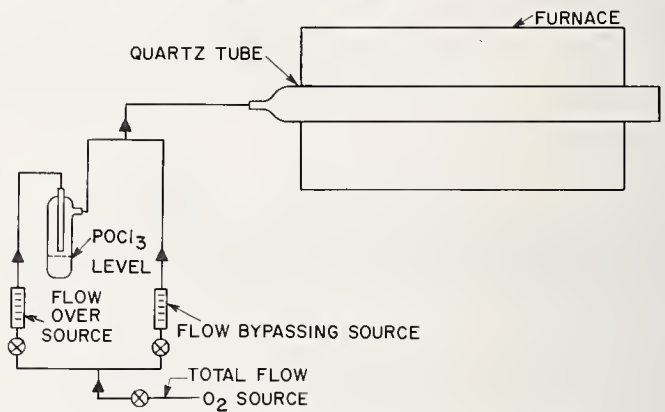 FURNACE
QUARTZ TUBE
POCl₃
LEVEL
FLOW
OVER
SOURCE
FLOW BYPASSING SOURCE
TOTAL FLOW
O₂ SOURCE